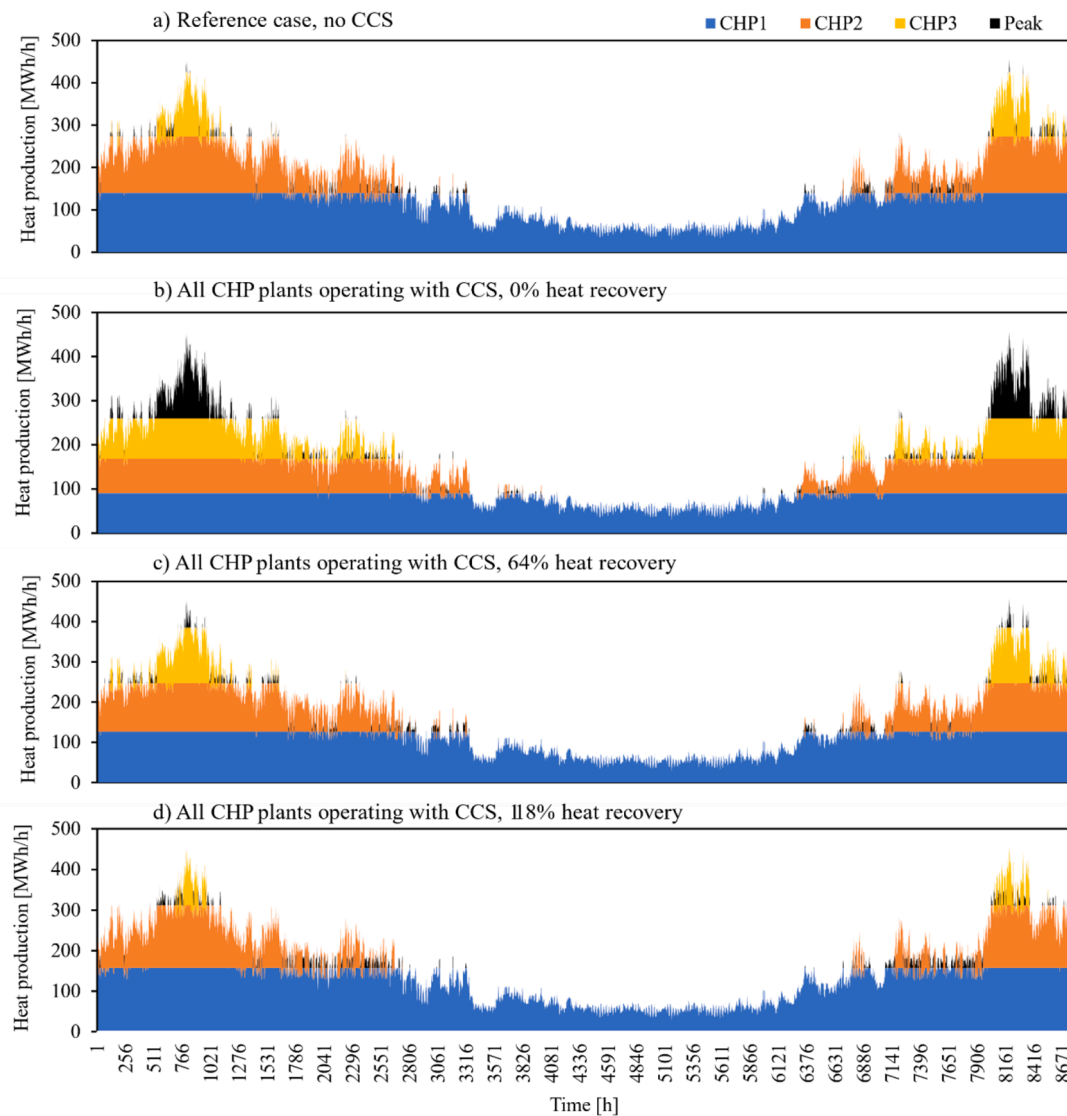 a) Reference case, no CCS
CHP1 CHP2 CHP3 Peak
Heat production [MWh/h]
500
400
300
200
100
0
b) All CHP plants operating with CCS, 0% heat recovery
Heat production [MWh/h]
500
400
300
200
100
0
c) All CHP plants operating with CCS, 64% heat recovery
Heat production [MWh/h]
500
400
300
200
100
0
d) All CHP plants operating with CCS, 118% heat recovery
Heat production [MWh/h]
500
400
300
200
100
0
1 256 511 766 1021 1276 1531 1786 2041 2296 2551 2806 3061 3316 3571 3826 4081 4336 4591 4846 5101 5356 5611 5866 6121 6376 6631 6886 7141 7396 7651 7906 8161 8416 8671
Time [h]